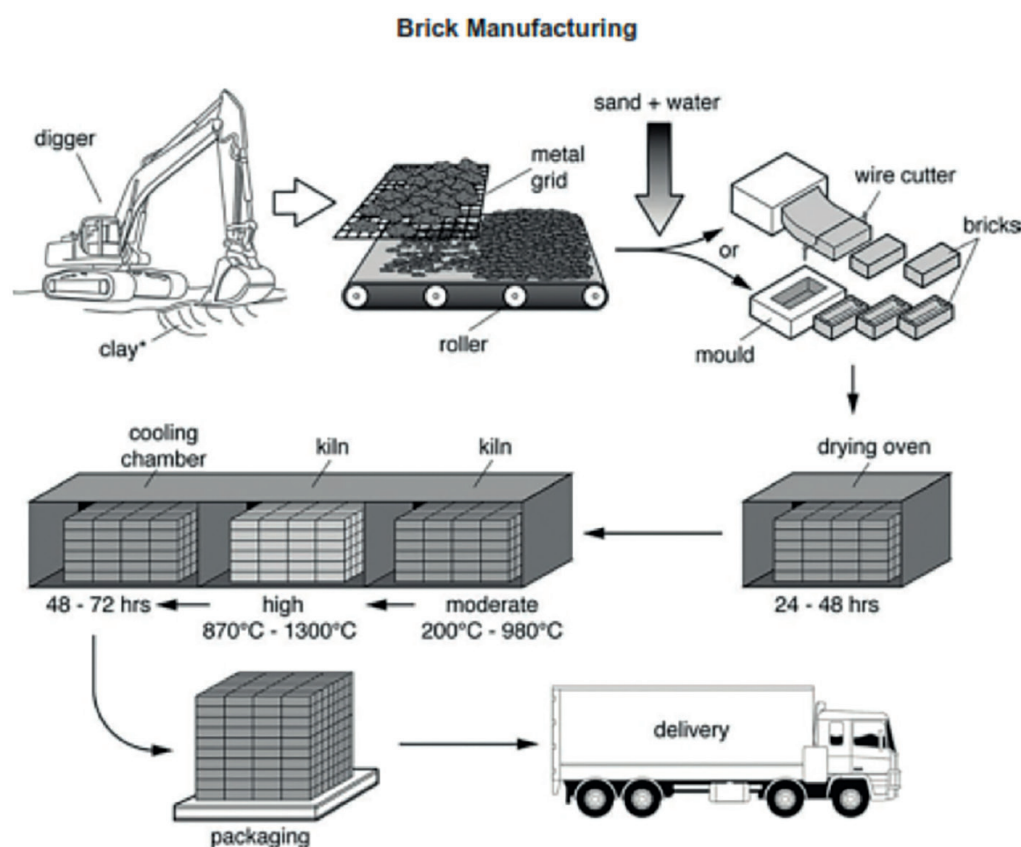 Brick Manufacturing
digger
clay*
metal
grid
roller
sand + water
wire cutter
or
bricks
mould
drying oven
24 - 48 hrs
kiln
moderate
200°C - 980°C
kiln
high
870°C - 1300°C
cooling
chamber
48 - 72 hrs
packaging
delivery